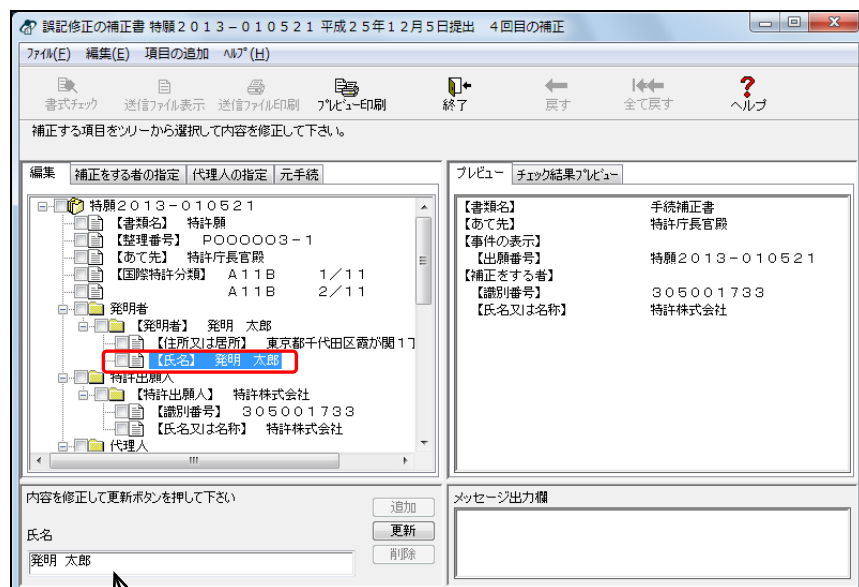 誤記修正の補正書 特願２０１３－０１０５２１ 平成２５年１２月５日提出 ４回目の補正
ﾌｧｲﾙ(F) 編集(E) 項目の追加 ﾍﾙﾌﾟ(H)
書式ﾁｪｯｸ 送信ﾌｧｲﾙ表示 送信ﾌｧｲﾙ印刷 ﾌﾟﾚﾋﾞｭｰ印刷 終了 戻す 全て戻す ヘルプ
補正する項目をツリーから選択して内容を修正して下さい。
編集 補正をする者の指定 代理人の指定 元手続
特願２０１３－０１０５２１
【書類名】 特許願
【整理番号】 Ｐ０００００３－１
【あて先】 特許庁長官殿
【国際特許分類】 Ａ１１Ｂ １／１１
Ａ１１Ｂ ２／１１
発明者
【発明者】 発明 太郎
【住所又は居所】 東京都千代田区霞が関１丁
【氏名】 発明 太郎
特許出願人
【特許出願人】 特許株式会社
【識別番号】 ３０５００１７３３
【氏名又は名称】 特許株式会社
代理人
プレビュー チェック結果ﾌﾟﾚﾋﾞｭｰ
【書類名】 手続補正書
【あて先】 特許庁長官殿
【事件の表示】
【出願番号】 特願２０１３－０１０５２１
【補正をする者】
【識別番号】 ３０５００１７３３
【氏名又は名称】 特許株式会社
内容を修正して更新ボタンを押して下さい
追加
氏名 更新
発明 太郎 削除
メッセージ出力欄